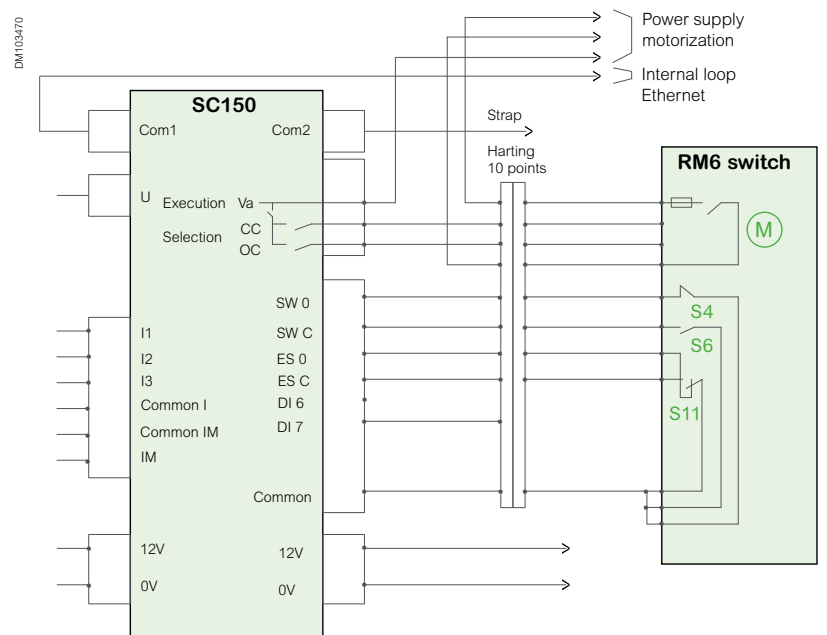 DM103470
Power supply
motorization
Internal loop
Ethernet
SC150
Com1
Com2
Strap
Harting
10 points
RM6 switch
U
Execution
Va
Selection
CC
OC
M
SW 0
S4
I1
SW C
S6
I2
ES 0
I3
ES C
Common I
DI 6
S11
Common IM
DI 7
IM
Common
12V
12V
0V
0V